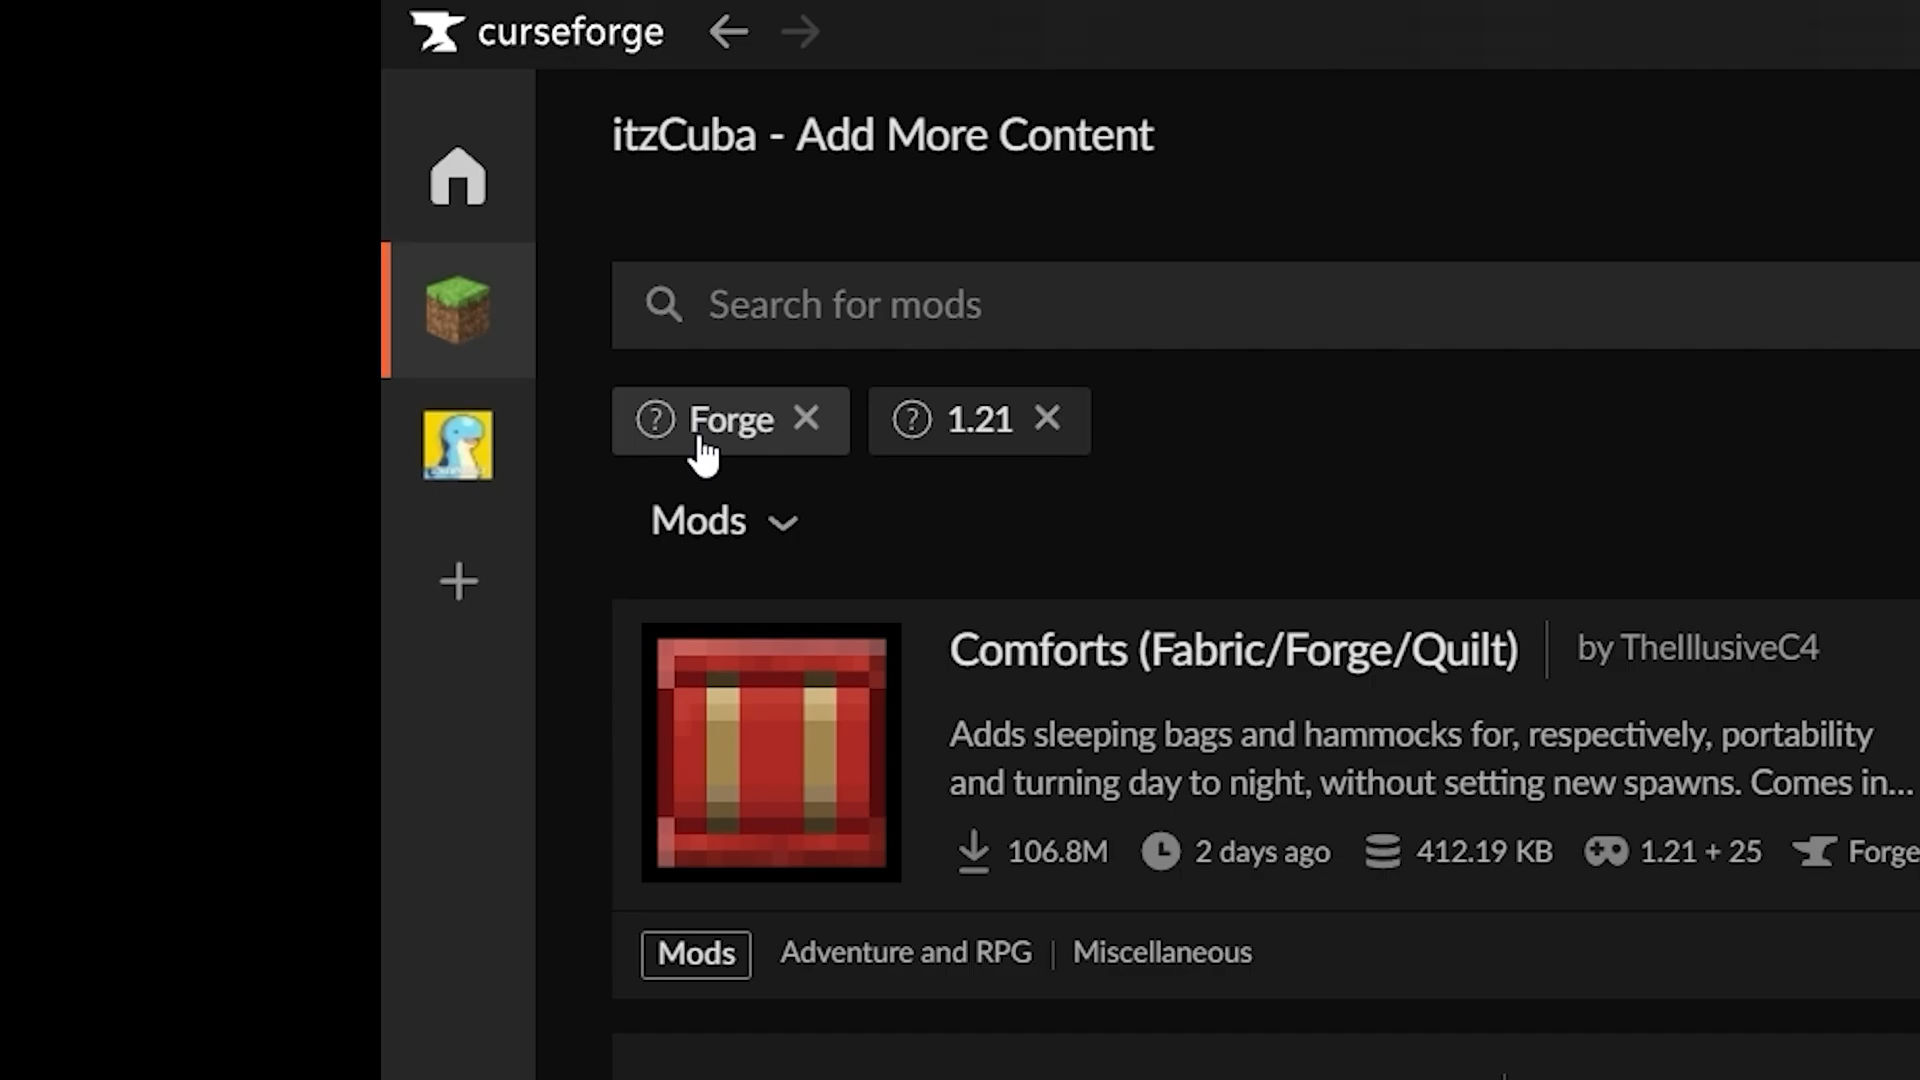 curseforge
itzCuba - Add More Content
Search for mods
Forge
1.21
Mods
Comforts (Fabric/Forge/Quilt)
by TheIllusiveC4
Adds sleeping bags and hammocks for, respectively, portability
and turning day to night, without setting new spawns. Comes in...
106.8M
2 days ago
412.19 KB
1.21 + 25
Forge
Mods
Adventure and RPG | Miscellaneous